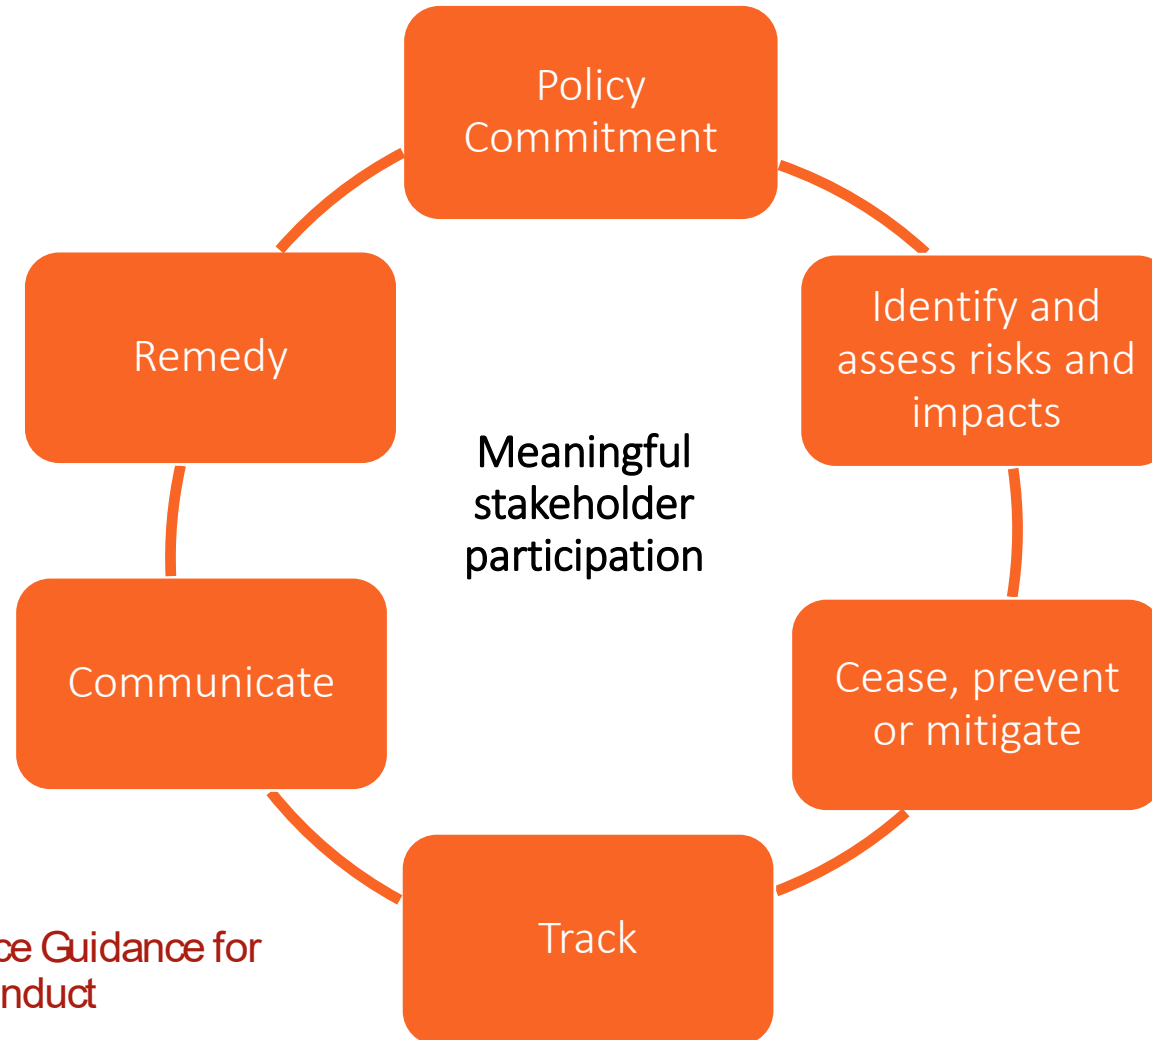 Policy
Commitment
Identify and
assess risks and
impacts
Cease, prevent
or mitigate
Track
Communicate
Remedy
Meaningful
stakeholder
participation
ce Guidance for
nduct